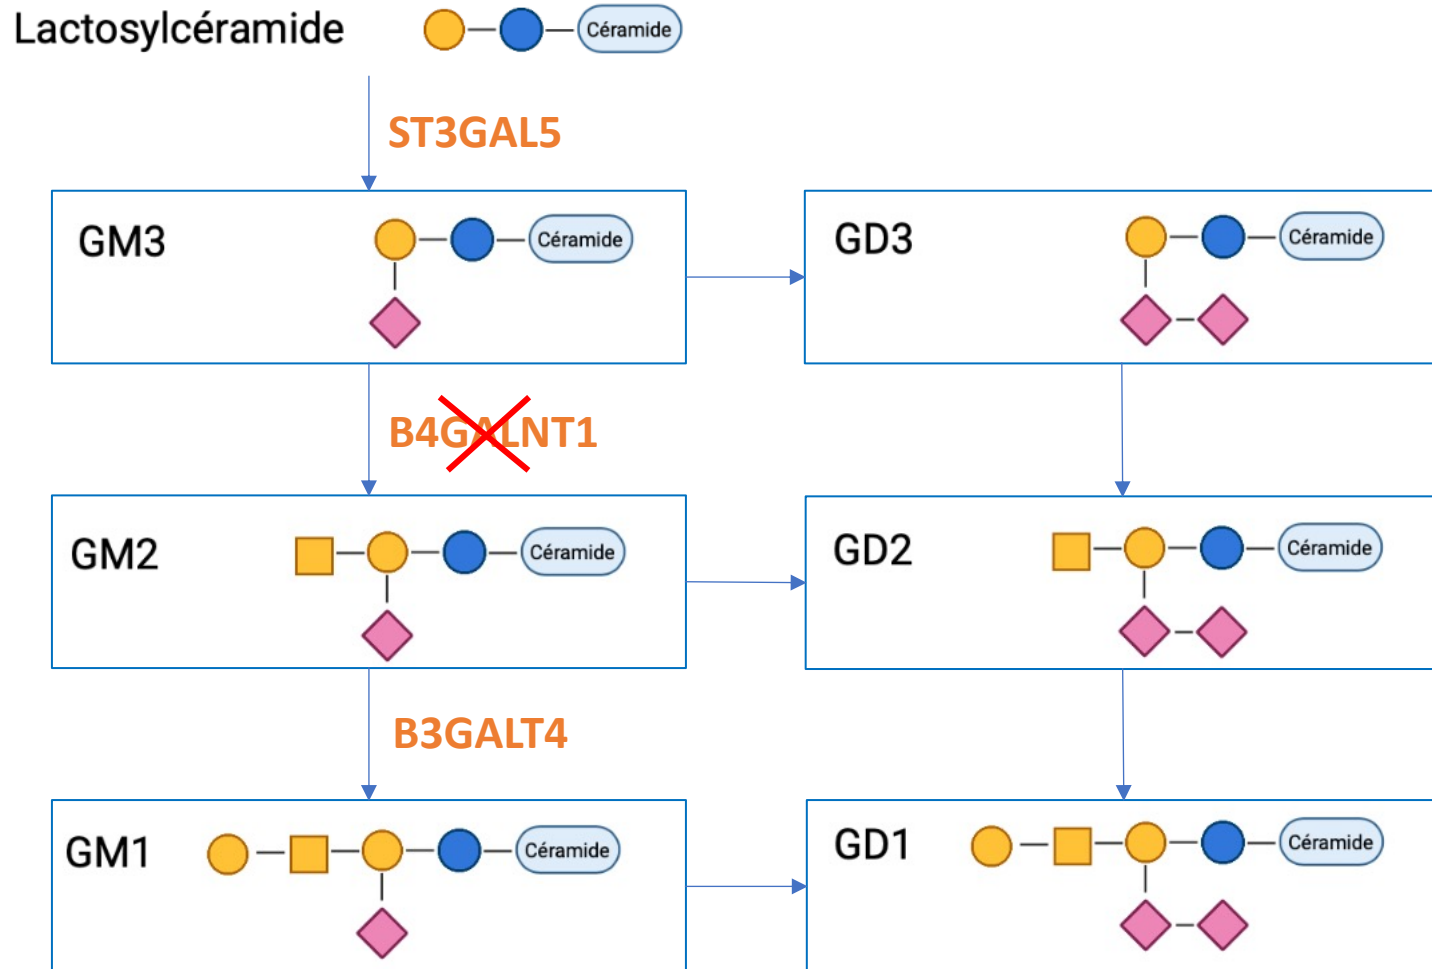 Lactosylcéramide Céramide
ST3GAL5
GM3 Céramide
GD3 Céramide
B4GALNT1
GM2 Céramide
GD2 Céramide
B3GALT4
GM1 Céramide
GD1 Céramide